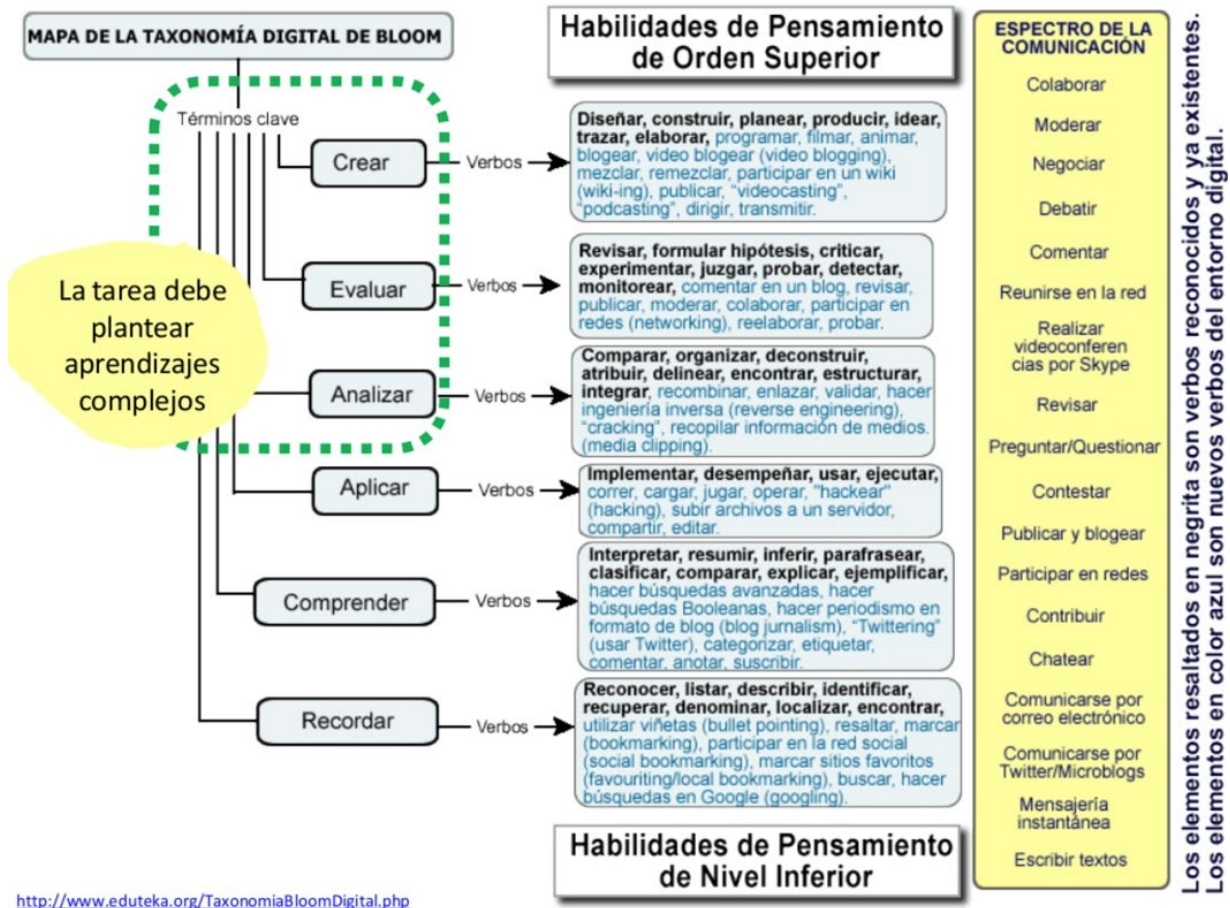 MAPA DE LA TAXONOMÍA DIGITAL DE BLOOM
Términos clave
La tarea debe
plantear
aprendizajes
complejos
Habilidades de Pensamiento
de Orden Superior
Crear
Verbos
Diseñar, construir, planear, producir, idear,
trazar, elaborar, programar, filmar, animar,
blogear, video blogear (video blogging),
mezclar, remezclar, participar en un wiki
(wiki-ing), publicar, “videocasting”,
“podcasting”, dirigir, transmitir.
Evaluar
Verbos
Revisar, formular hipótesis, criticar,
experimentar, juzgar, probar, detectar,
monitorear, comentar en un blog, revisar,
publicar, moderar, colaborar, participar en
redes (networking), reelaborar, probar.
Analizar
Verbos
Comparar, organizar, deconstruir,
atribuir, delinear, encontrar, estructurar,
integrar, recombinar, enlazar, validar, hacer
ingeniería inversa (reverse engineering),
“cracking”, recopilar información de medios.
(media clipping).
Aplicar
Verbos
Implementar, desempeñar, usar, ejecutar,
correr, cargar, jugar, operar, "hackear"
(hacking), subir archivos a un servidor,
compartir, editar.
Comprender
Verbos
Interpretar, resumir, inferir, parafrasear,
clasificar, comparar, explicar, ejemplificar,
hacer búsquedas avanzadas, hacer
búsquedas Booleanas, hacer periodismo en
formato de blog (blog jurnalism), “Twittering”
(usar Twitter), categorizar, etiquetar,
comentar, anotar, suscribir.
Recordar
Verbos
Reconocer, listar, describir, identificar,
recuperar, denominar, localizar, encontrar,
utilizar viñetas (bullet pointing), resaltar, marcar
(bookmarking), participar en la red social
(social bookmarking), marcar sitios favoritos
(favouriting/local bookmarking), buscar, hacer
búsquedas en Google (googling).
Habilidades de Pensamiento
de Nivel Inferior
ESPECTRO DE LA
COMUNICACIÓN
Colaborar
Moderar
Negociar
Debatir
Comentar
Reunirse en la red
Realizar
videoconferen
cias por Skype
Revisar
Preguntar/Questionar
Contestar
Publicar y blogear
Participar en redes
Contribuir
Chatear
Comunicarse por
correo electrónico
Comunicarse por
Twitter/Microblogs
Mensajería
instantánea
Escribir textos
Los elementos resaltados en negrita son verbos reconocidos y ya existentes.
Los elementos en color azul son nuevos verbos del entorno digital.
http://www.eduteka.org/TaxonomiaBloomDigital.php